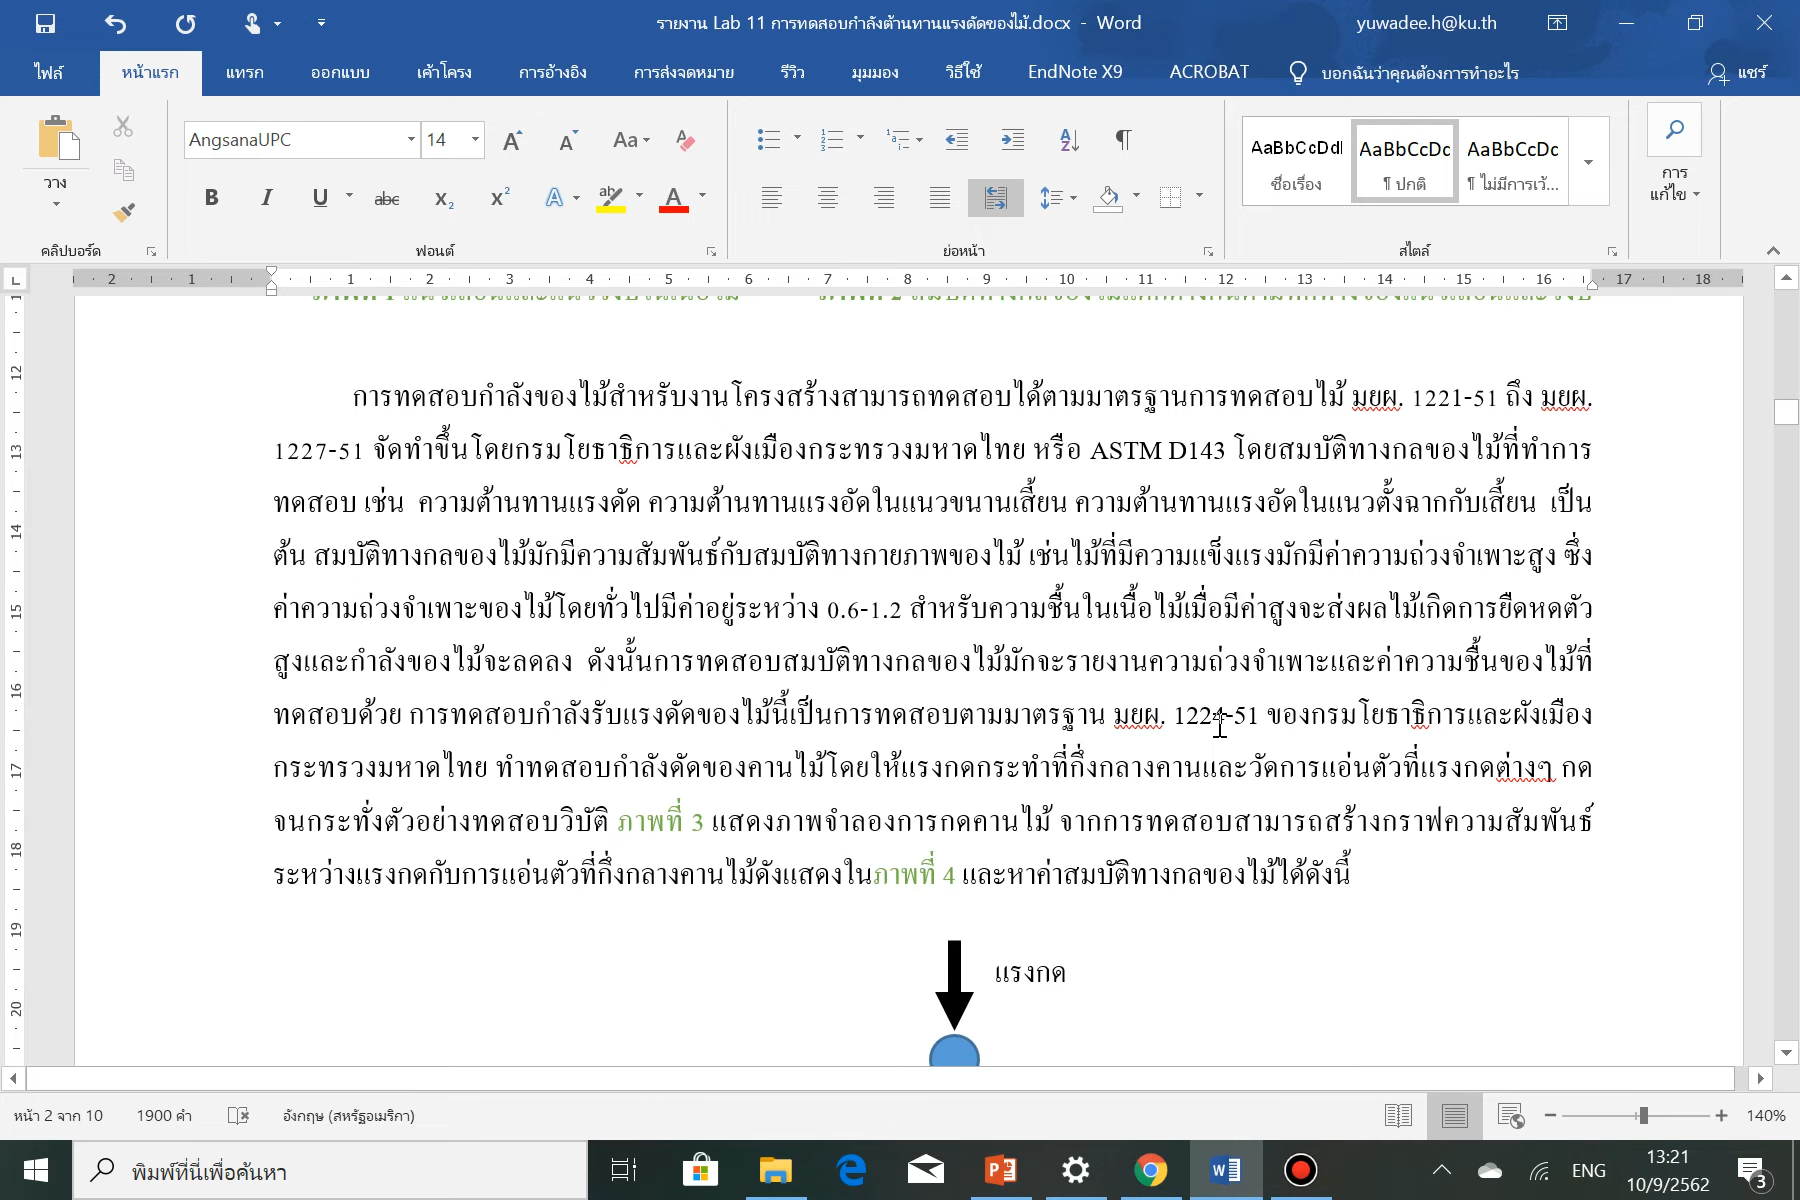 รายงาน Lab 11 การทดสอบกำลังต้านทานแรงดัดของไม้.docx - Word
yuwadee.h@ku.th
ไฟล์ หน้าแรก แทรก ออกแบบ เค้าโครง การอ้างอิง การส่งจดหมาย รีวิว มุมมอง วิธีใช้ EndNote X9 ACROBAT บอกฉันว่าคุณต้องการทำอะไร แชร์
วาง
AngsanaUPC 14
AaBbCcDdI AaBbCcDc AaBbCcDc
ชื่อเรื่อง ¶ ปกติ ¶ ไม่มีการเว้...
การแก้ไข
คลิปบอร์ด ฟอนต์ ย่อหน้า สไตล์
2 1 1 2 3 4 5 6 7 8 9 10 11 12 13 14 15 16 17 18
การทดสอบกำลังของไม้สำหรับงานโครงสร้างสามารถทดสอบได้ตามมาตรฐานการทดสอบไม้ มยผ. 1221-51 ถึง มยผ.
1227-51 จัดทำขึ้นโดยกรมโยธาธิการและผังเมืองกระทรวงมหาดไทย หรือ ASTM D143 โดยสมบัติทางกลของไม้ที่ทำการ
ทดสอบ เช่น ความต้านทานแรงดัด ความต้านทานแรงอัดในแนวขนานเสี้ยน ความต้านทานแรงอัดในแนวตั้งฉากกับเสี้ยน เป็น
ต้น สมบัติทางกลของไม้มักมีความสัมพันธ์กับสมบัติทางกายภาพของไม้ เช่นไม้ที่มีความแข็งแรงมักมีค่าความถ่วงจำเพาะสูง ซึ่ง
ค่าความถ่วงจำเพาะของไม้โดยทั่วไปมีค่าอยู่ระหว่าง 0.6-1.2 สำหรับความชื้นในเนื้อไม้เมื่อมีค่าสูงจะส่งผลไม้เกิดการยืดหดตัว
สูงและกำลังของไม้จะลดลง ดังนั้นการทดสอบสมบัติทางกลของไม้มักจะรายงานความถ่วงจำเพาะและค่าความชื้นของไม้ที่
ทดสอบด้วย การทดสอบกำลังรับแรงดัดของไม้นี้เป็นการทดสอบตามมาตรฐาน มยผ. 1221-51 ของกรมโยธาธิการและผังเมือง
กระทรวงมหาดไทย ทำทดสอบกำลังดัดของคานไม้โดยให้แรงกดกระทำที่กึ่งกลางคานและวัดการแอ่นตัวที่แรงกดต่างๆ กด
จนกระทั่งตัวอย่างทดสอบวิบัติ ภาพที่ 3 แสดงภาพจำลองการกดคานไม้ จากการทดสอบสามารถสร้างกราฟความสัมพันธ์
ระหว่างแรงกดกับการแอ่นตัวที่กึ่งกลางคานไม้ดังแสดงในภาพที่ 4 และหาค่าสมบัติทางกลของไม้ได้ดังนี้
แรงกด
12
13
14
15
16
17
18
19
20
หน้า 2 จาก 10 1900 คำ อังกฤษ (สหรัฐอเมริกา) 140%
พิมพ์ที่นี่เพื่อค้นหา
ENG 13:21
10/9/2562
3